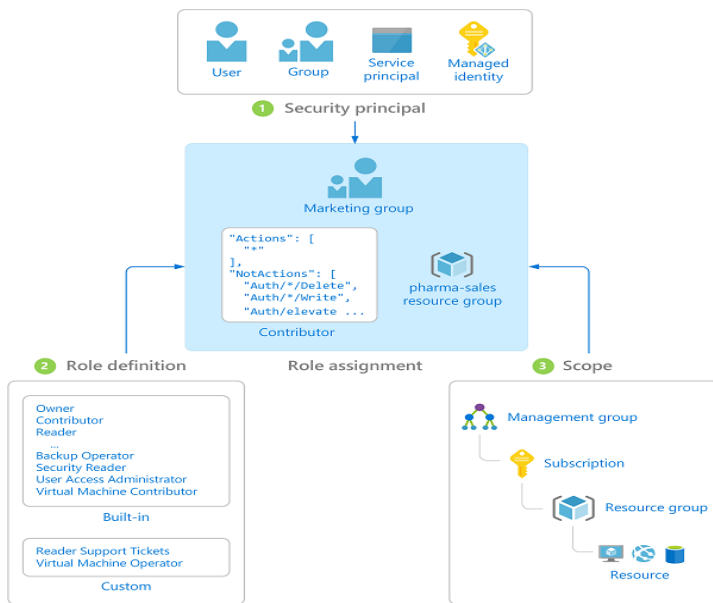 User
Group
Service
principal
Managed
identity
1 Security principal
Marketing group
"Actions": [
"*"
],
"NotActions": [
"Auth/*/Delete",
"Auth/*/Write",
"Auth/elevate ...
Contributor
pharma-sales
resource group
2 Role definition
Role assignment
3 Scope
Owner
Contributor
Reader
...
Backup Operator
Security Reader
User Access Administrator
Virtual Machine Contributor
Built-in
Reader Support Tickets
Virtual Machine Operator
Custom
Management group
Subscription
Resource group
Resource